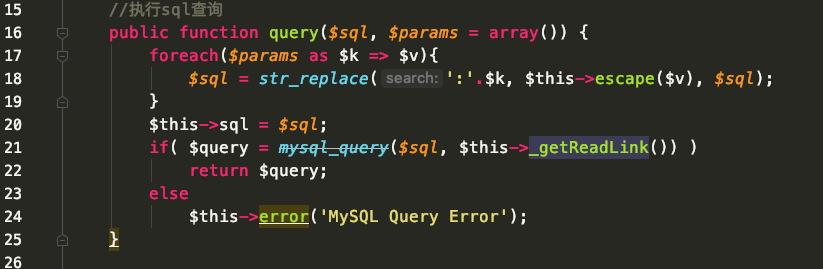 15 //执行sql查询
16 public function query($sql, $params = array()) {
17 foreach($params as $k => $v){
18 $sql = str_replace( search: ':'.$k, $this->escape($v), $sql);
19 }
20 $this->sql = $sql;
21 if( $query = mysql_query($sql, $this->_getReadLink()) )
22 return $query;
23 else
24 $this->error('MySQL Query Error');
25 }
26